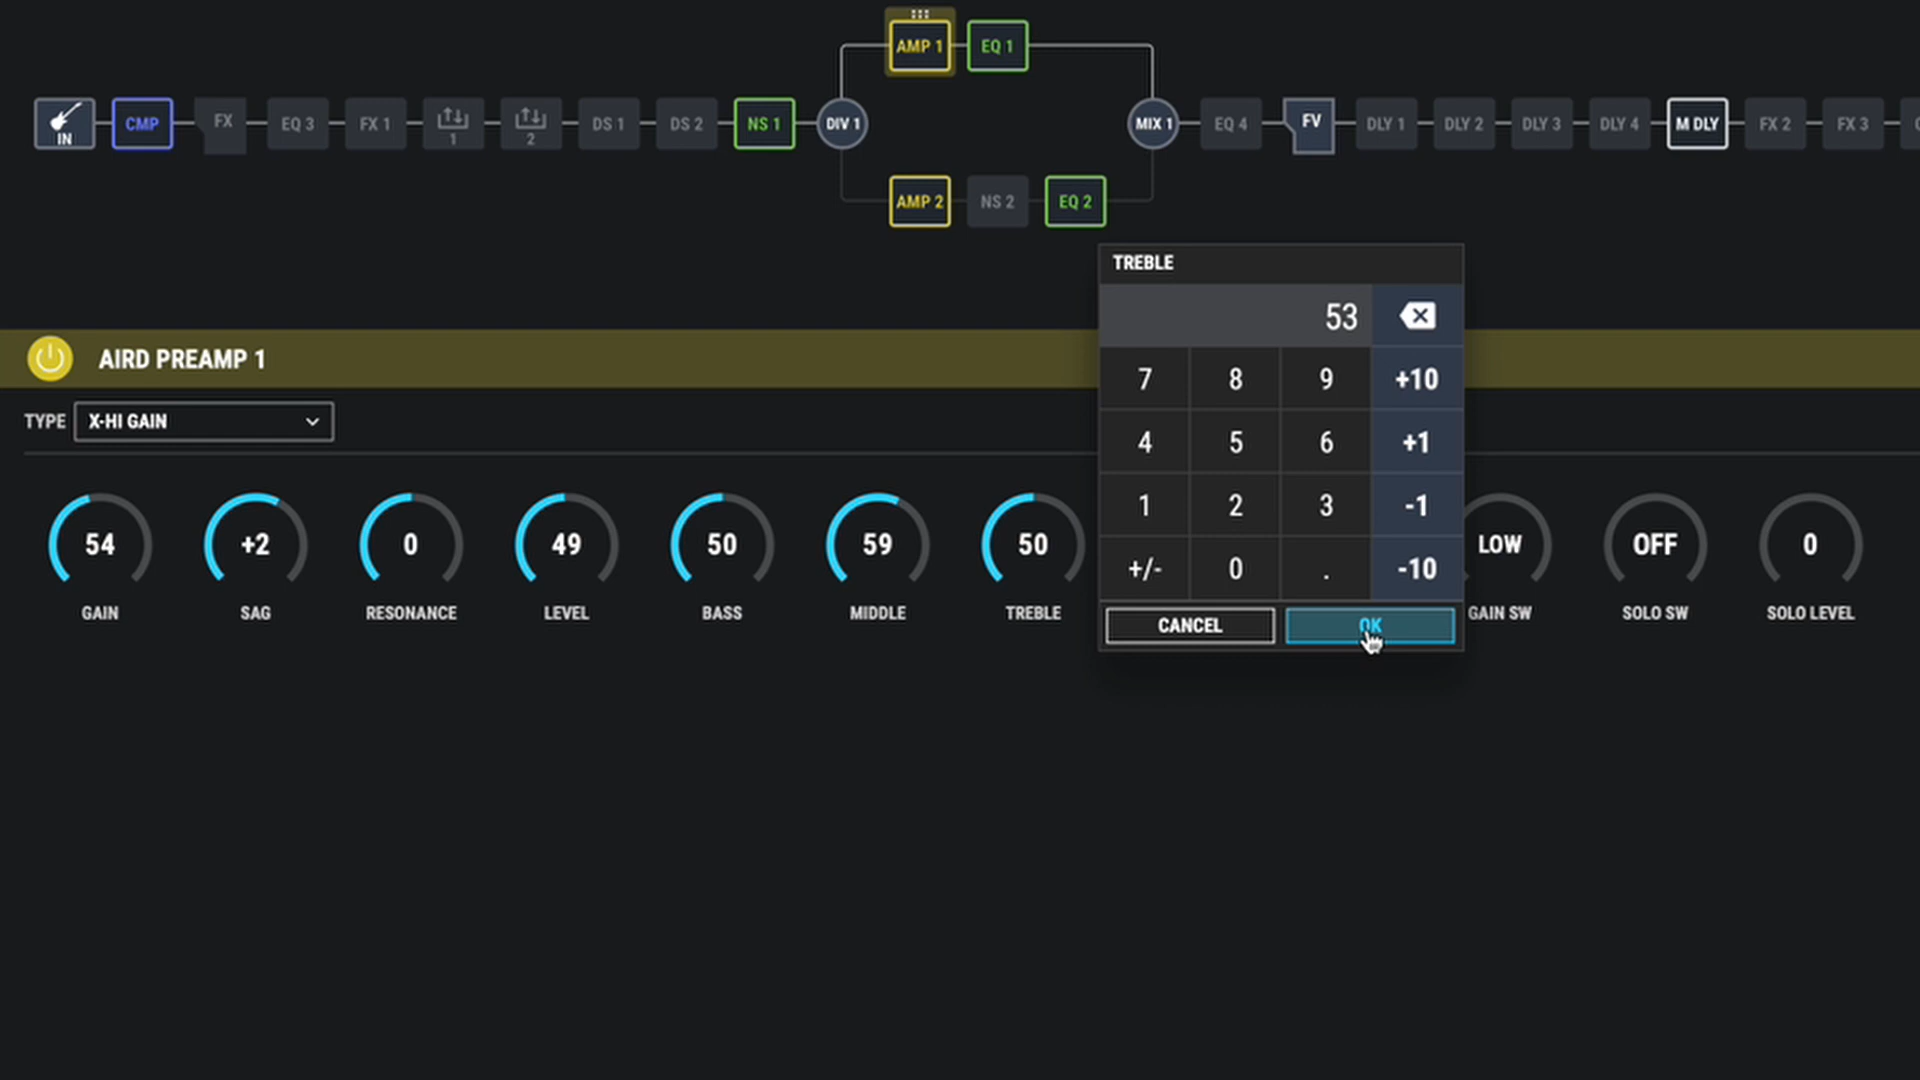 AMP 1 EQ 1
IN CMP FX EQ 3 FX 1 1 2 DS 1 DS 2 NS 1 DIV 1 MIX 1 EQ 4 FV DLY 1 DLY 2 DLY 3 DLY 4 M DLY FX 2 FX 3
AMP 2 NS 2 EQ 2
TREBLE
53
AIRD PREAMP 1
7 8 9 +10
TYPE X-HI GAIN
4 5 6 +1
1 2 3 -1
+/- 0 . -10
54 +2 0 49 50 59 50 LOW OFF 0
GAIN SAG RESONANCE LEVEL BASS MIDDLE TREBLE GAIN SW SOLO SW SOLO LEVEL
CANCEL OK